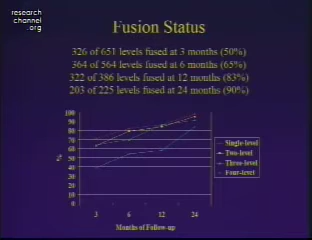 research
channel
.org
Fusion Status
326 of 651 levels fused at 3 months (50%)
364 of 564 levels fused at 6 months (65%)
322 of 386 levels fused at 12 months (83%)
203 of 225 levels fused at 24 months (90%)
100
90
80
70
60
50
40
30
20
10
0
%
3 6 12 24
Months of Follow-up
Single-level
Two-level
Three-level
Four-level